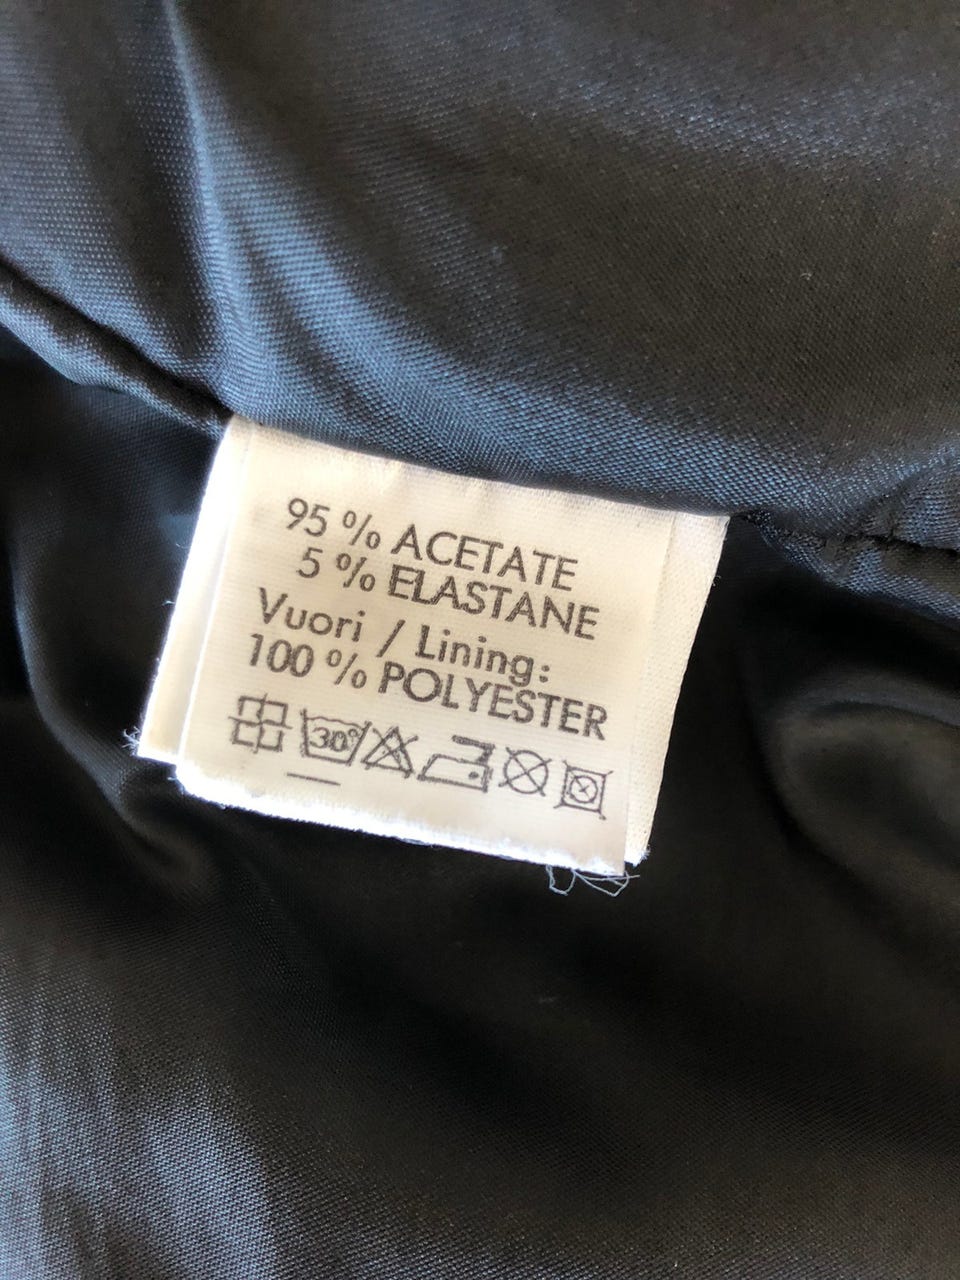 95 % ACETATE
5 % ELASTANE
Vuori / Lining:
100 % POLYESTER
30°